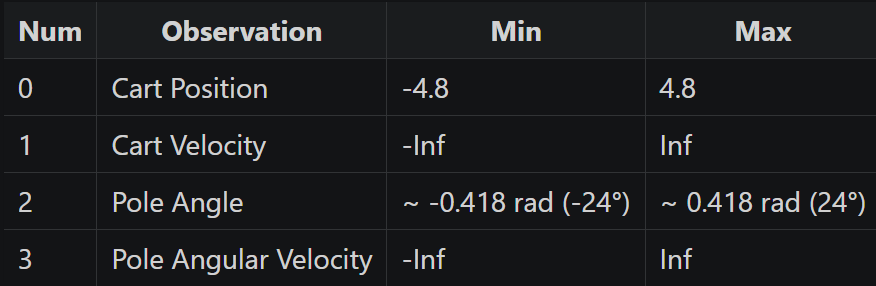 Num Observation Min Max
0 Cart Position -4.8 4.8
1 Cart Velocity -Inf Inf
2 Pole Angle ~ -0.418 rad (-24°) ~ 0.418 rad (24°)
3 Pole Angular Velocity -Inf Inf